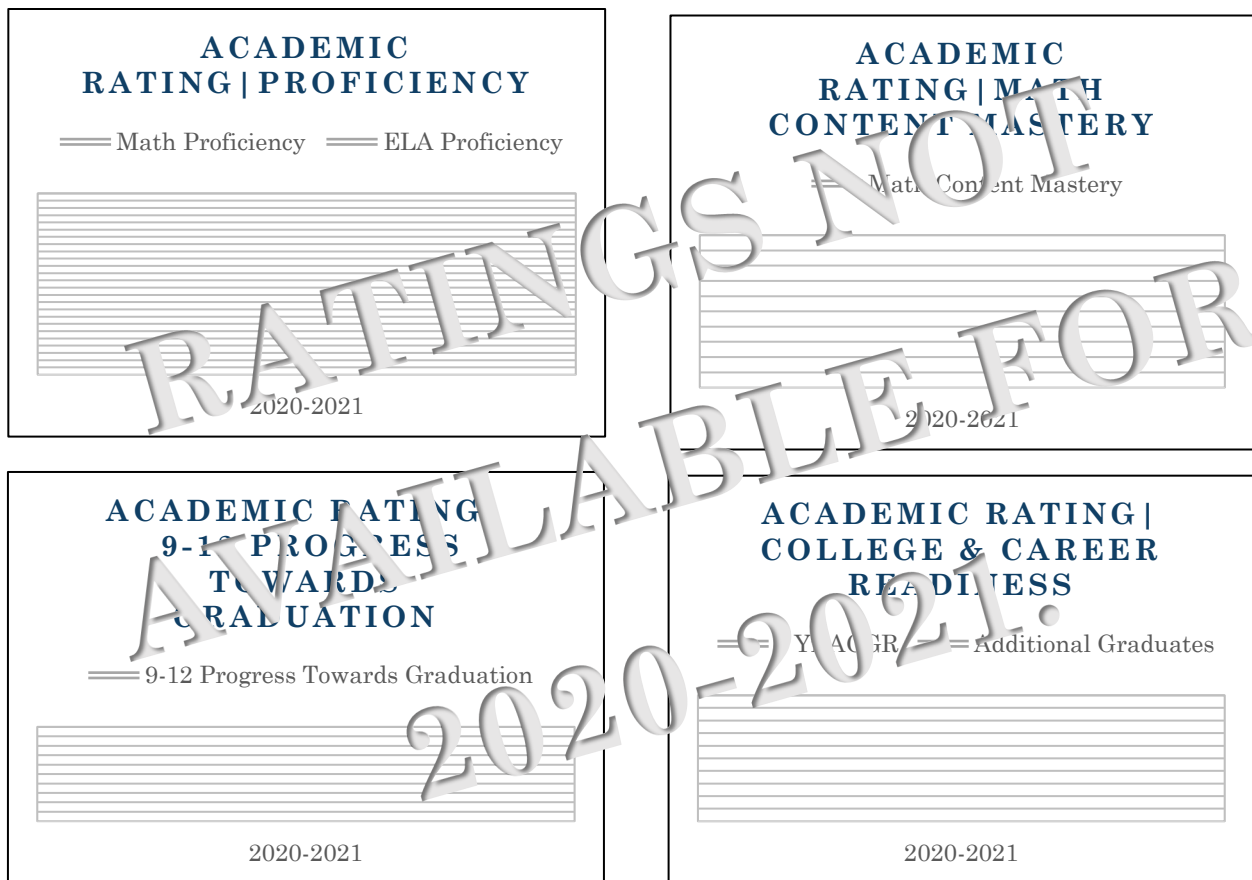 ACADEMIC
RATING|PROFICIENCY
Math Proficiency ELA Proficiency
2020-2021
ACADEMIC
RATING|MATH
CONTENT MASTERY
Math Content Mastery
2020-2021
ACADEMIC RATING
9-12 PROGRESS
TOWARDS
GRADUATION
9-12 Progress Towards Graduation
2020-2021
ACADEMIC RATING|
COLLEGE & CAREER
READINESS
Additional Graduates
2020-2021
RATINGS NOT
AVAILABLE FOR
2020-2021.